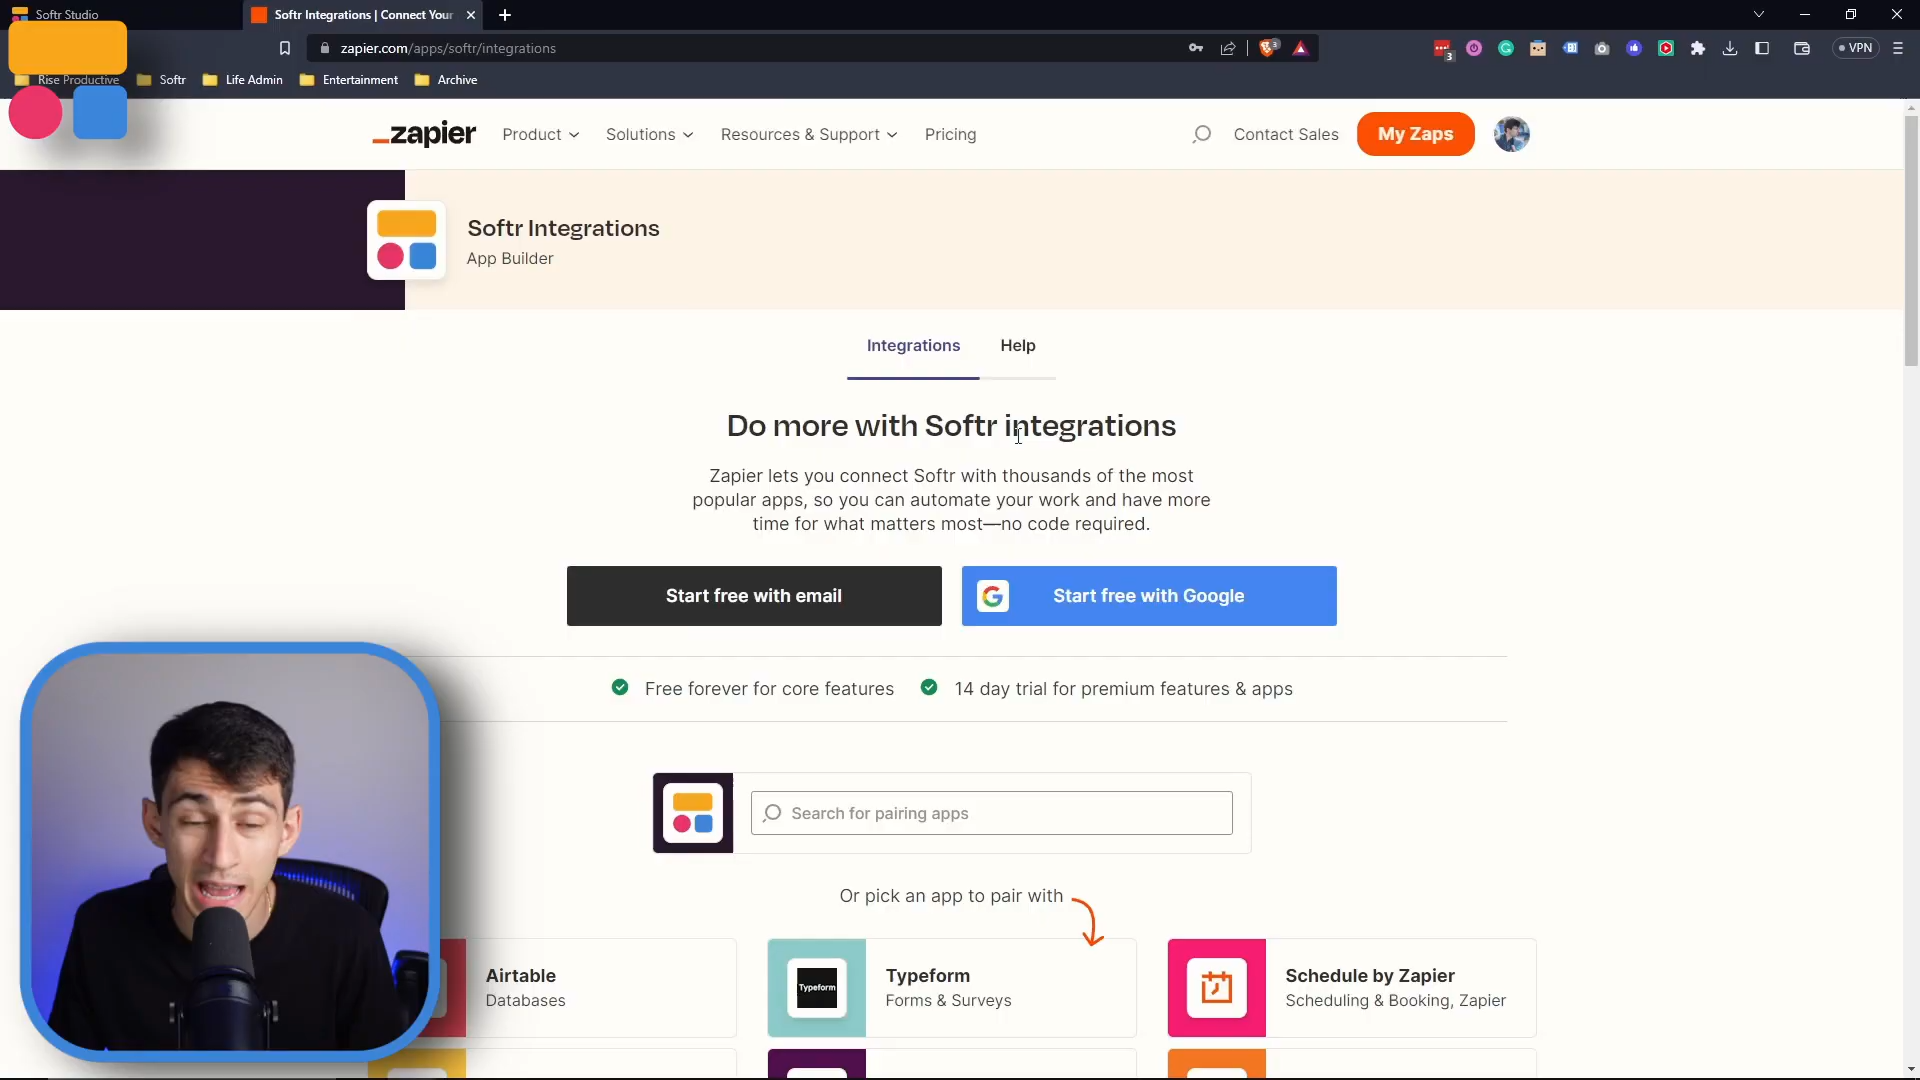 Softr Studio
Softr Integrations | Connect Your
zapier.com/apps/softr/integrations
3
3
VPN
Rise Productive
Softr
Life Admin
Entertainment
Archive
zapier
Product
Solutions
Resources & Support
Pricing
Contact Sales
My Zaps
Softr Integrations
App Builder
Integrations
Help
Do more with Softr integrations
Zapier lets you connect Softr with thousands of the most
popular apps, so you can automate your work and have more
time for what matters most—no code required.
Start free with email
Start free with Google
Free forever for core features
14 day trial for premium features & apps
Search for pairing apps
Or pick an app to pair with
Airtable
Databases
Typeform
Typeform
Forms & Surveys
Schedule by Zapier
Scheduling & Booking, Zapier